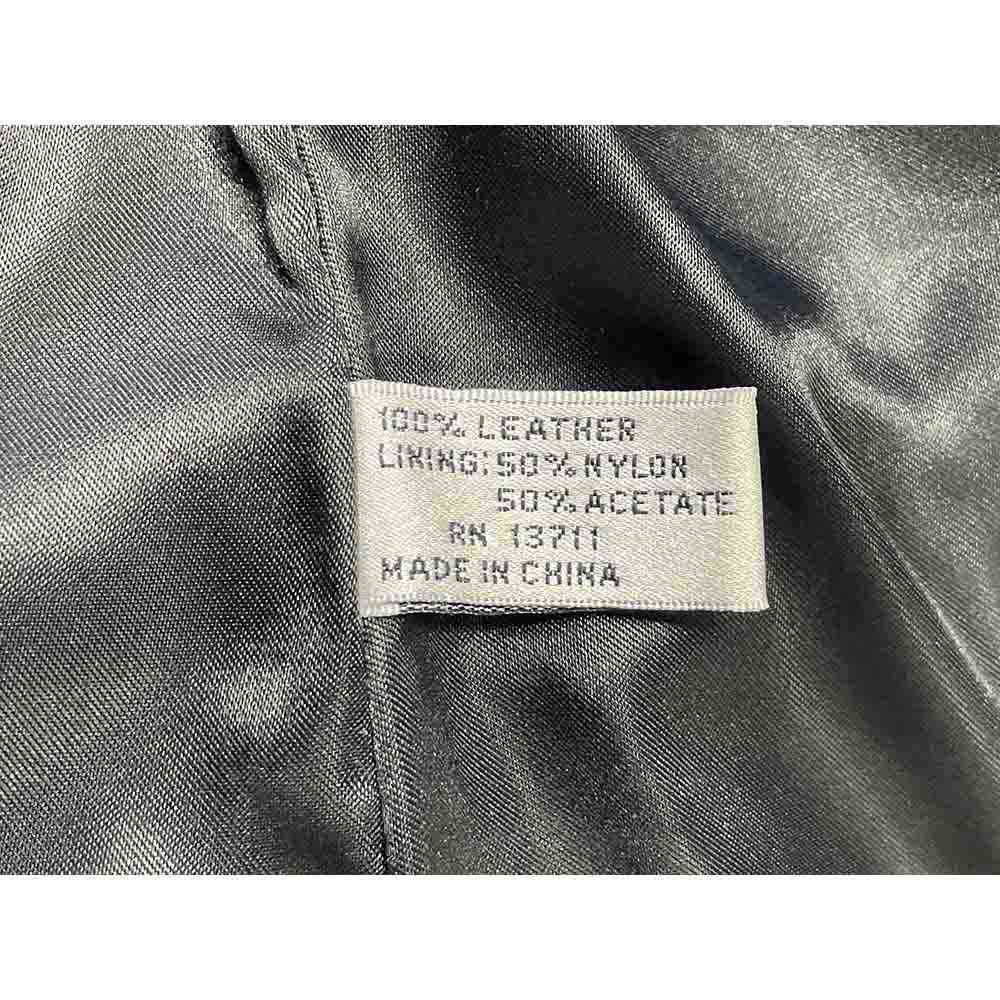 100% LEATHER
LINING: 50% NYLON
50% ACETATE
RN 13711
MADE IN CHINA